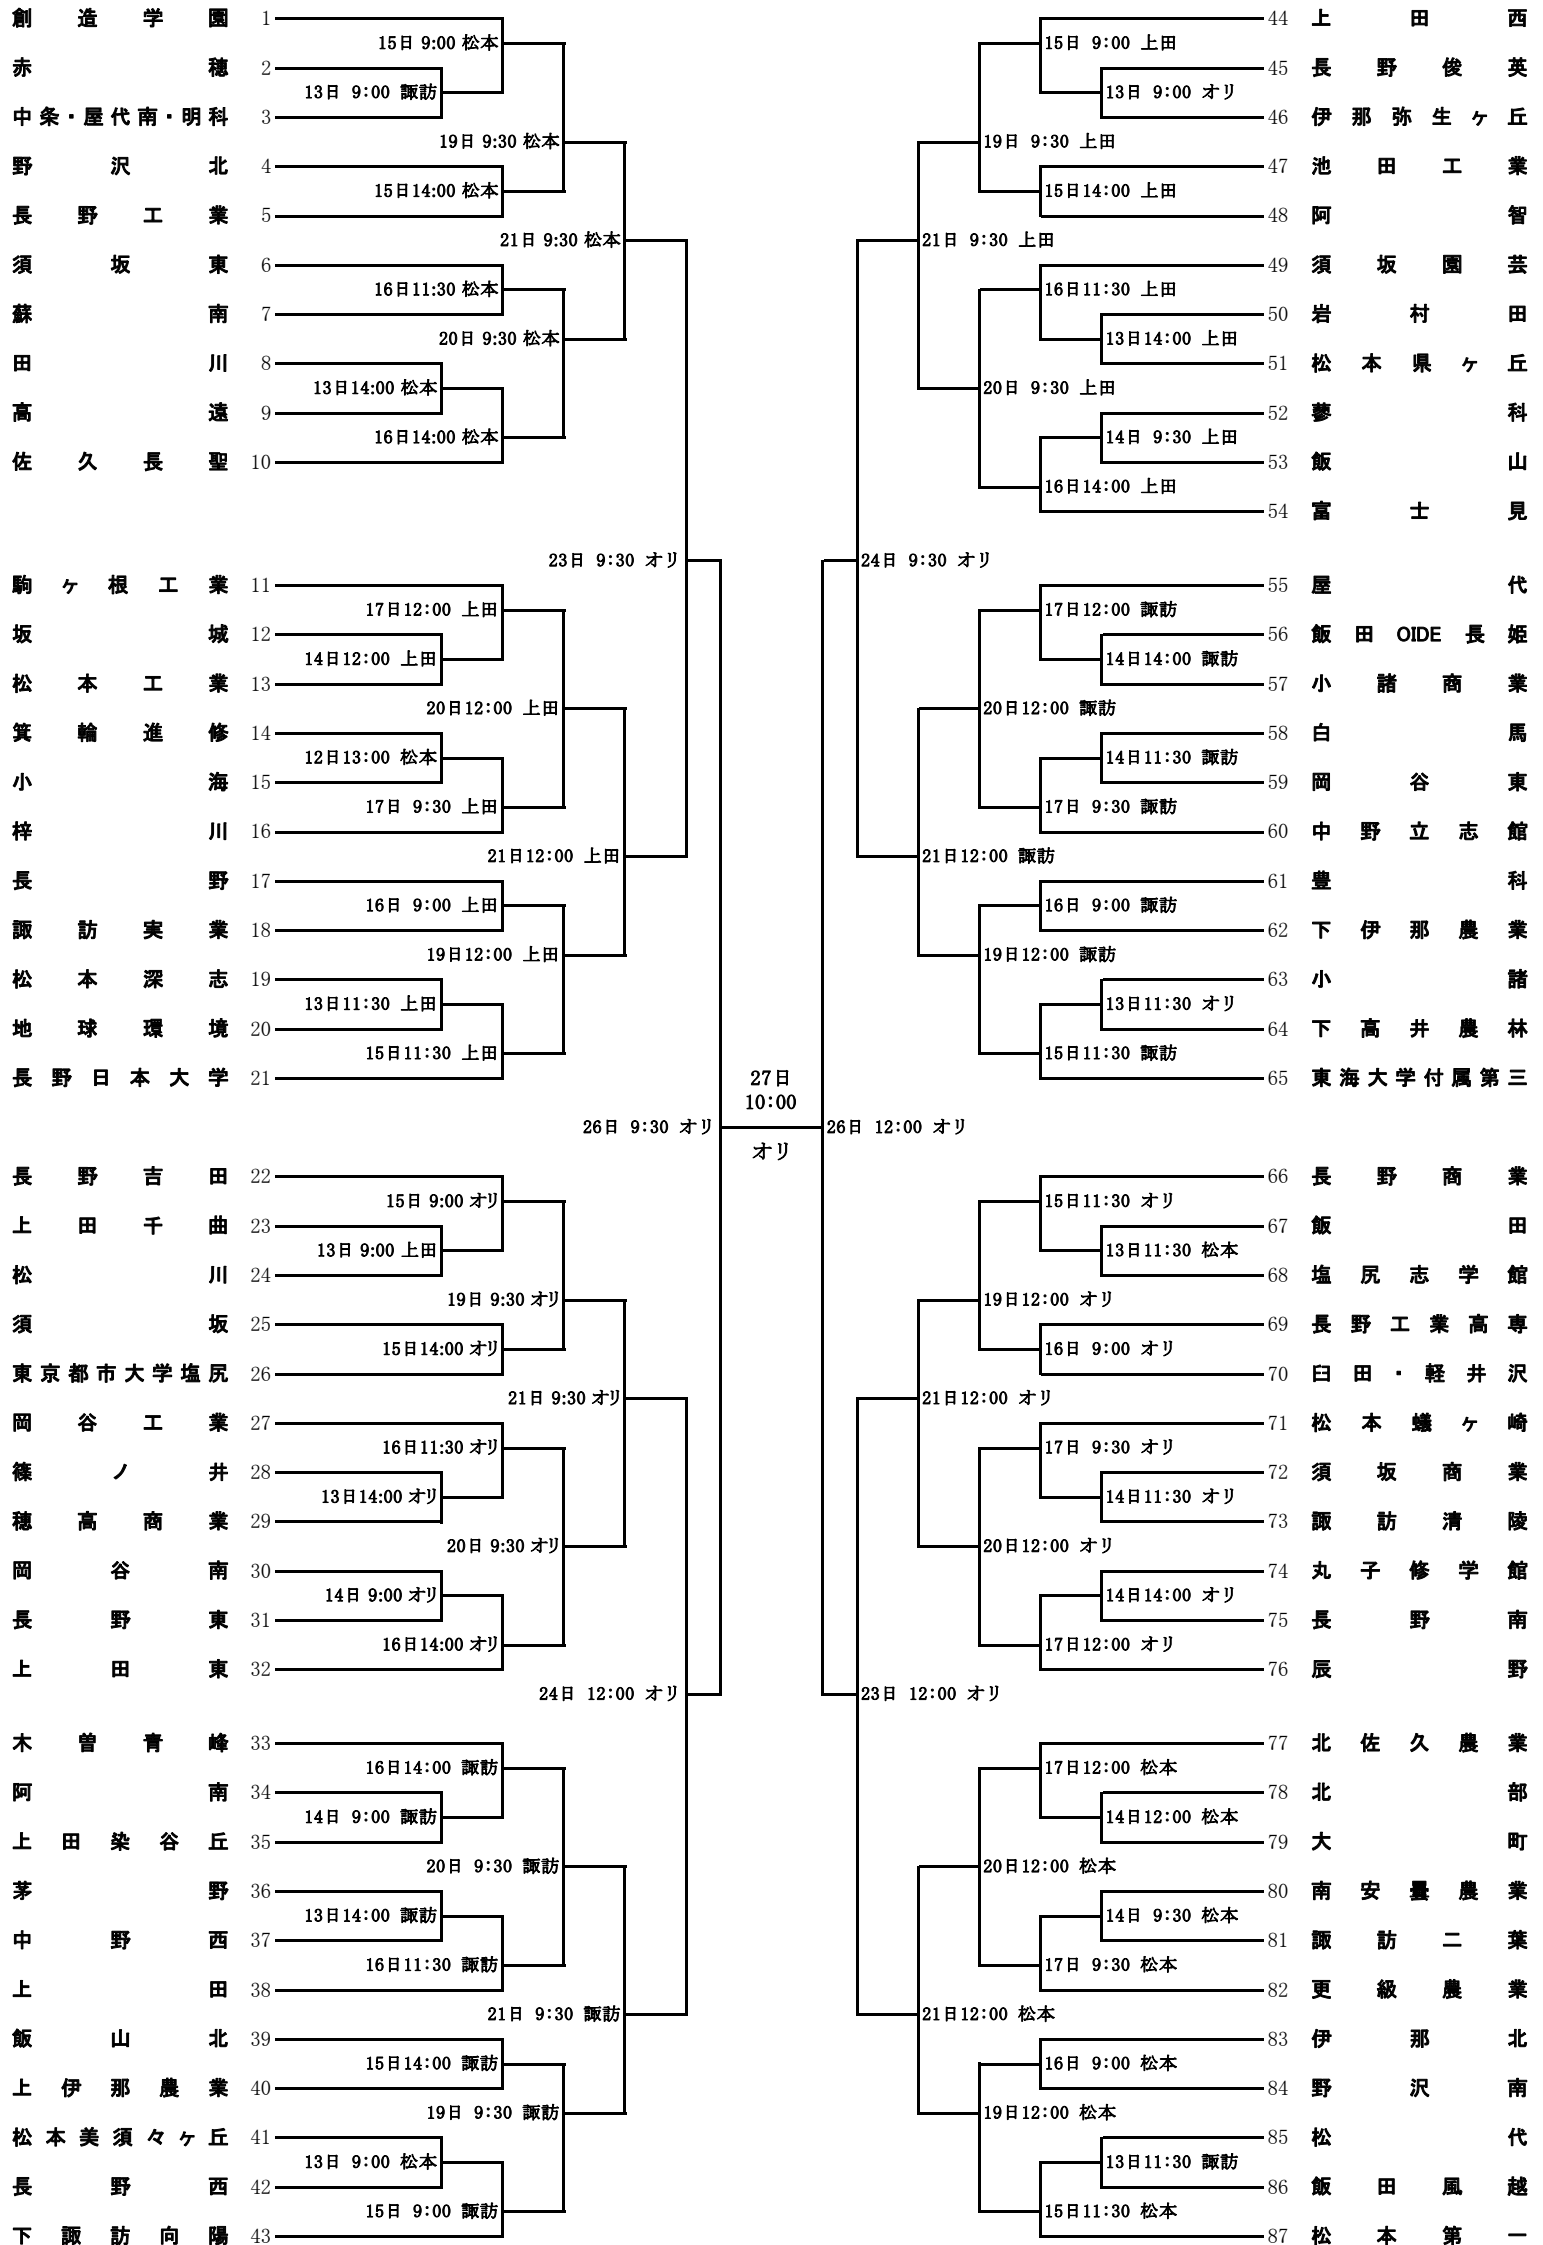 創造学園 1
15日 9:00 松本
赤穂 2
13日 9:00 諏訪
中条・屋代南・明科 3
19日 9:30 松本
野沢北 4
15日14:00 松本
長野工業 5
21日 9:30 松本
須坂東 6
16日11:30 松本
蘇南 7
20日 9:30 松本
田川 8
13日14:00 松本
高遠 9
16日14:00 松本
佐久長聖 10
23日 9:30 オリ
駒ヶ根工業 11
17日12:00 上田
坂城 12
14日12:00 上田
松本工業 13
20日12:00 上田
箕輪進修 14
12日13:00 松本
小海 15
17日 9:30 上田
梓川 16
21日12:00 上田
長野 17
16日 9:00 上田
諏訪実業 18
19日12:00 上田
松本深志 19
13日11:30 上田
地球環境 20
15日11:30 上田
長野日本大学 21
26日 9:30 オリ
長野吉田 22
15日 9:00 オリ
上田千曲 23
13日 9:00 上田
松川 24
19日 9:30 オリ
須坂 25
15日14:00 オリ
東京都市大学塩尻 26
21日 9:30 オリ
岡谷工業 27
16日11:30 オリ
篠ノ井 28
13日14:00 オリ
穂高商業 29
20日 9:30 オリ
岡谷南 30
14日 9:00 オリ
長野東 31
16日14:00 オリ
上田東 32
24日 12:00 オリ
木曽青峰 33
16日14:00 諏訪
阿南 34
14日 9:00 諏訪
上田染谷丘 35
20日 9:30 諏訪
茅野 36
13日14:00 諏訪
中野西 37
16日11:30 諏訪
上田 38
21日 9:30 諏訪
飯山北 39
15日14:00 諏訪
上伊那農業 40
19日 9:30 諏訪
松本美須々ヶ丘 41
13日 9:00 松本
長野西 42
15日 9:00 諏訪
下諏訪向陽 43
27日
10:00
オリ
44 上田西
15日 9:00 上田
45 長野俊英
13日 9:00 オリ
46 伊那弥生ヶ丘
19日 9:30 上田
47 池田工業
15日14:00 上田
48 阿智
21日 9:30 上田
49 須坂園芸
16日11:30 上田
50 岩村田
13日14:00 上田
51 松本県ヶ丘
20日 9:30 上田
52 蓼科
14日 9:30 上田
53 飯山
16日14:00 上田
54 富士見
24日 9:30 オリ
55 屋代
17日12:00 諏訪
56 飯田OIDE長姫
14日14:00 諏訪
57 小諸商業
20日12:00 諏訪
58 白馬
14日11:30 諏訪
59 岡谷東
17日 9:30 諏訪
60 中野立志館
21日12:00 諏訪
61 豊科
16日 9:00 諏訪
62 下伊那農業
19日12:00 諏訪
63 小諸
13日11:30 オリ
64 下高井農林
15日11:30 諏訪
65 東海大学付属第三
26日 12:00 オリ
66 長野商業
15日11:30 オリ
67 飯田
13日11:30 松本
68 塩尻志学館
19日12:00 オリ
69 長野工業高専
16日 9:00 オリ
70 臼田・軽井沢
21日12:00 オリ
71 松本蟻ヶ崎
17日 9:30 オリ
72 須坂商業
14日11:30 オリ
73 諏訪清陵
20日12:00 オリ
74 丸子修学館
14日14:00 オリ
75 長野南
17日12:00 オリ
76 辰野
23日 12:00 オリ
77 北佐久農業
17日12:00 松本
78 北部
14日12:00 松本
79 大町
20日12:00 松本
80 南安曇農業
14日 9:30 松本
81 諏訪二葉
17日 9:30 松本
82 更級農業
21日12:00 松本
83 伊那北
16日 9:00 松本
84 野沢南
19日12:00 松本
85 松代
13日11:30 諏訪
86 飯田風越
15日11:30 松本
87 松本第一